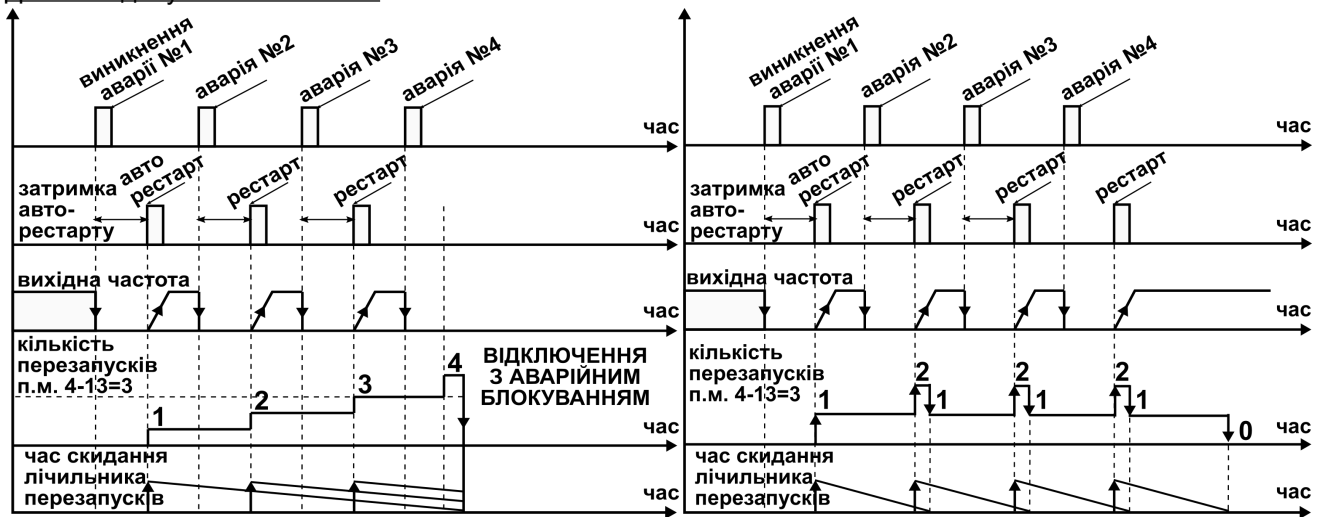 виникнення
аварії №1
аварія №2
аварія №3
аварія №4
час
затримка
авто-
рестарту
авто
рестарт
рестарт
рестарт
час
вихідна частота
час
кількість
перезапусків
п.м. 4-13=3
1
2
3
4
ВІДКЛЮЧЕННЯ
З АВАРІЙНИМ
БЛОКУВАННЯМ
час
час скидання
лічильника
перезапусків
час
виникнення
аварії №1
аварія №2
аварія №3
аварія №4
час
затримка
авто-
рестарту
авто
рестарт
рестарт
рестарт
рестарт
час
вихідна частота
час
кількість
перезапусків
п.м. 4-13=3
1
2
1
2
1
2
1
0
час
час скидання
лічильника
перезапусків
час